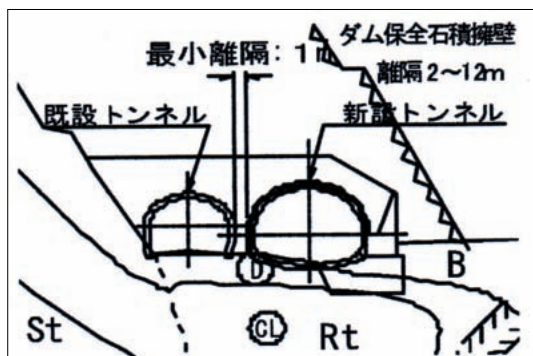 ダム保全石積擁壁
最小離隔：1m
離隔2～12m
既設トンネル
新設トンネル
D
B
St
CL
Rt